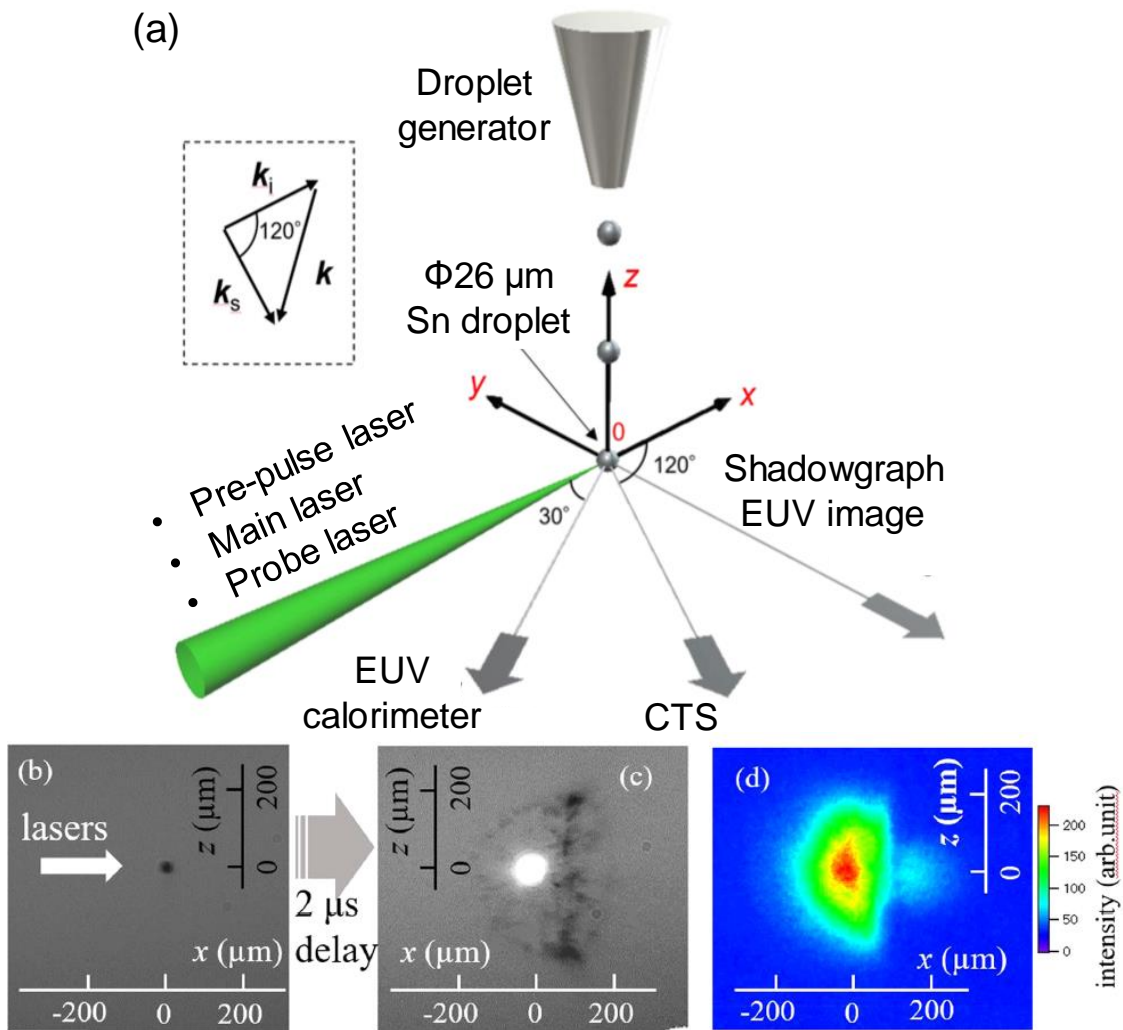 (a)
Droplet
generator
ki
120°
k
ks
Φ26 μm
Sn droplet
z
y
x
0
120°
30°
• Pre-pulse laser
• Main laser
• Probe laser
Shadowgraph
EUV image
EUV
calorimeter
CTS
(b)
lasers
z (μm)
0
200
x (μm)
-200
0
200
2 μs
delay
(c)
z (μm)
0
200
x (μm)
-200
0
200
(d)
z (μm)
0
200
x (μm)
-200
0
200
200
150
100
50
0
intensity (arb.unit)